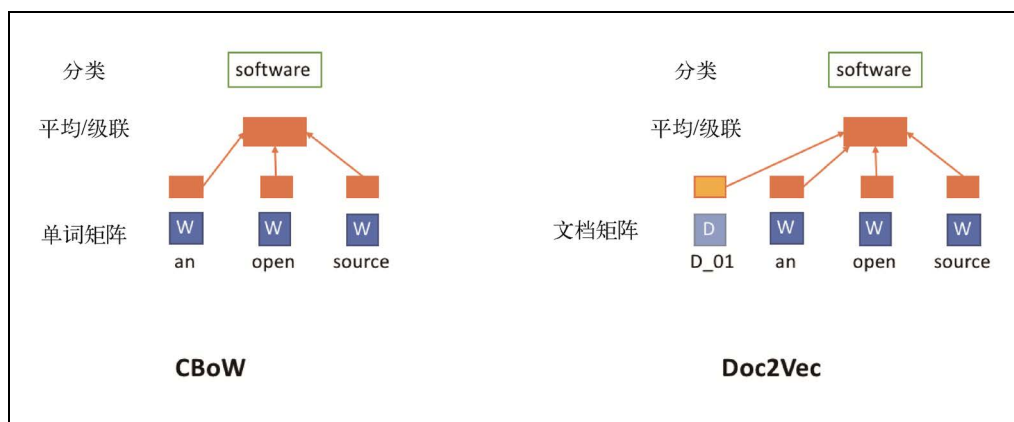 分类
software
平均/级联
单词矩阵
W W W
an open source
CBoW
分类
software
平均/级联
文档矩阵
D W W W
D_01 an open source
Doc2Vec